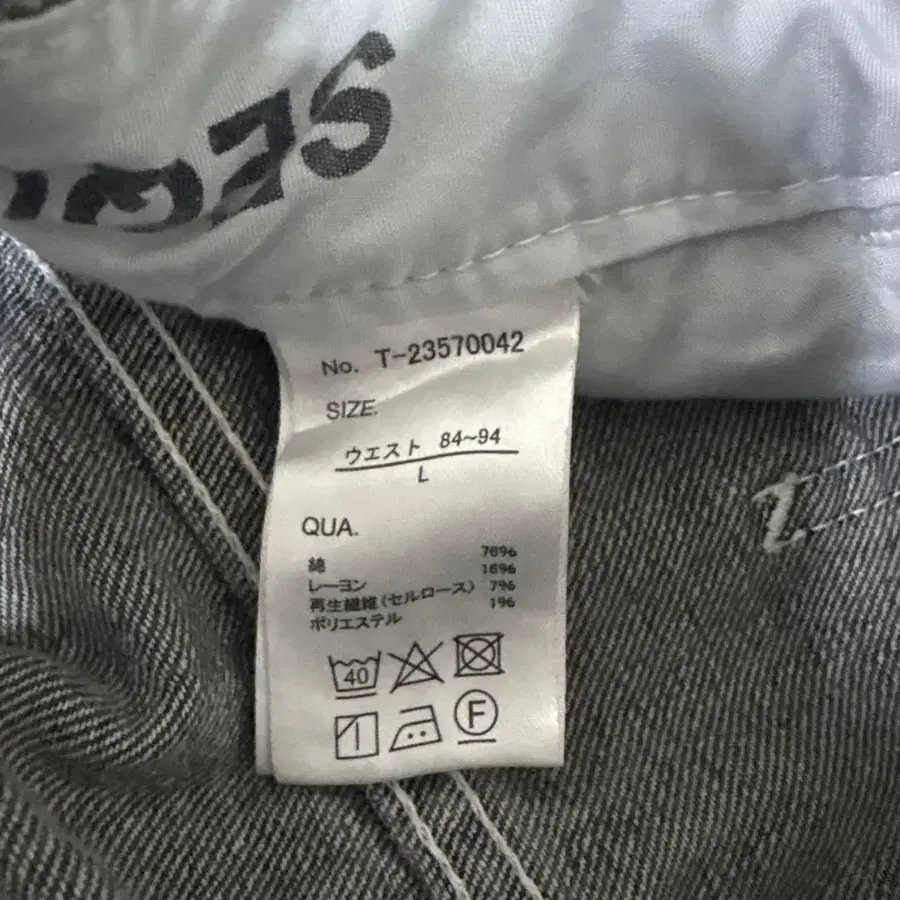 No. T-23570042
SIZE.
ウエスト 84~94
L
QUA.
綿 76%
レーヨン 16%
再生繊維(セルロース) 7%
ポリエステル 1%
40
F